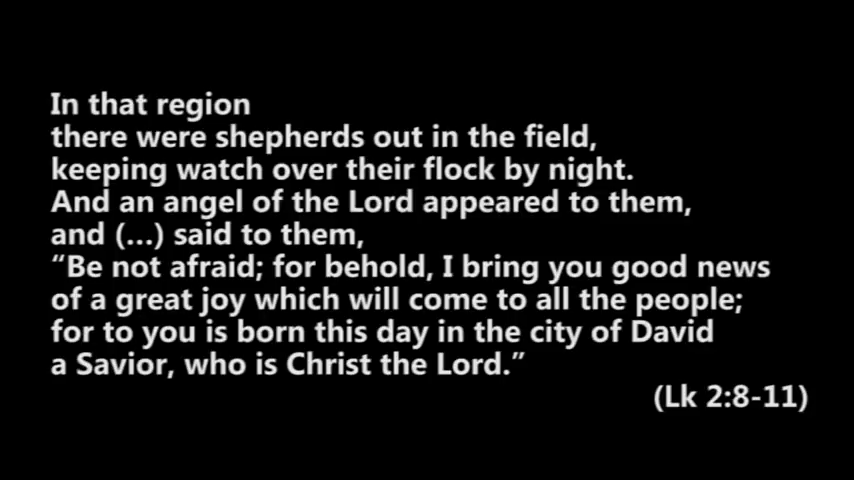 In that region
there were shepherds out in the field,
keeping watch over their flock by night.
And an angel of the Lord appeared to them,
and (...) said to them,
“Be not afraid; for behold, I bring you good news
of a great joy which will come to all the people;
for to you is born this day in the city of David
a Savior, who is Christ the Lord.”
(Lk 2:8-11)